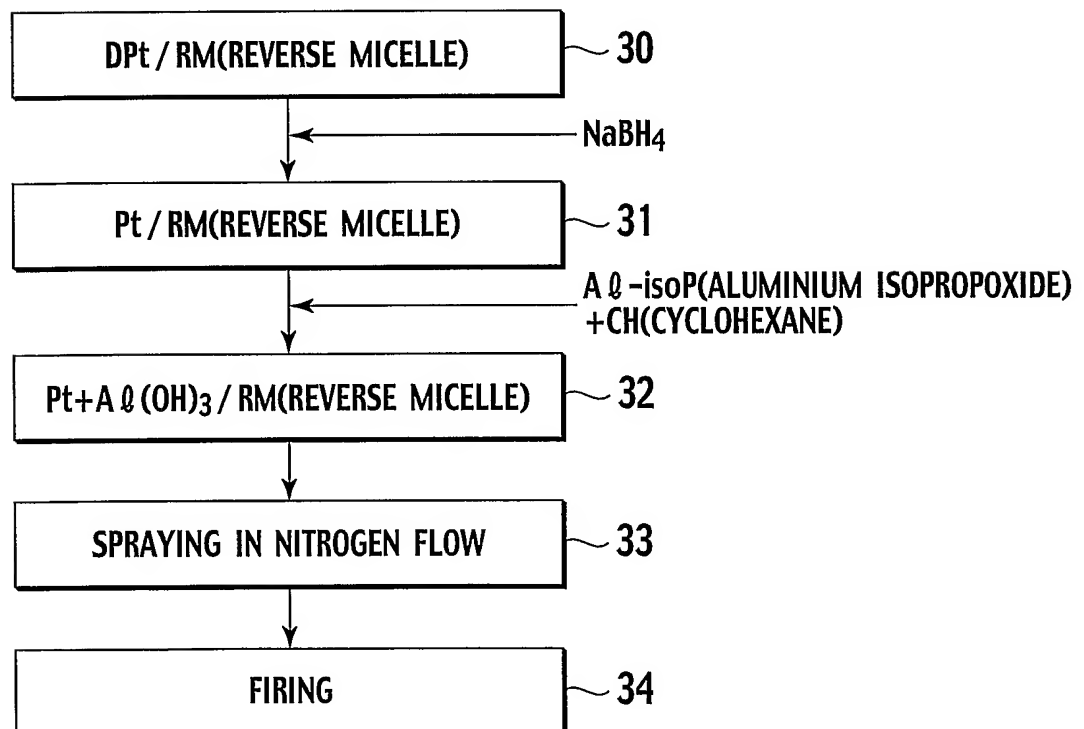 DPt / RM(REVERSE MICELLE) 30
NaBH4
Pt / RM(REVERSE MICELLE) 31
Aℓ-isoP(ALUMINIUM ISOPROPOXIDE)
+CH(CYCLOHEXANE)
Pt+Aℓ(OH)3 / RM(REVERSE MICELLE) 32
SPRAYING IN NITROGEN FLOW 33
FIRING 34